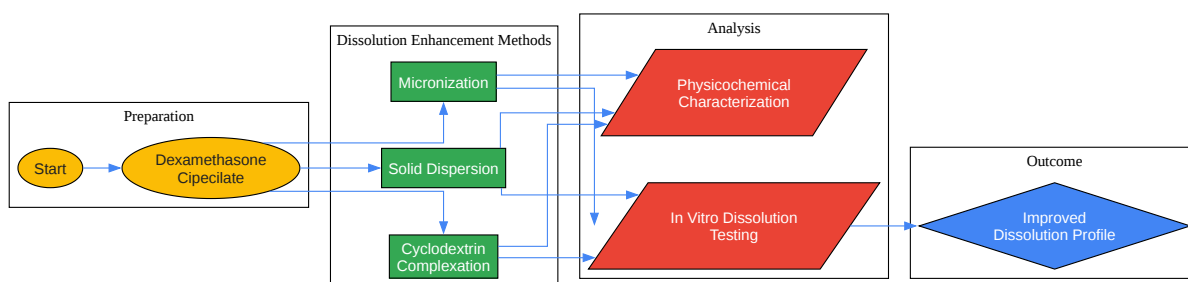 Preparation
Start
Dexamethasone
Cipecilate
Dissolution Enhancement Methods
Micronization
Solid Dispersion
Cyclodextrin
Complexation
Analysis
Physicochemical
Characterization
In Vitro Dissolution
Testing
Outcome
Improved
Dissolution Profile